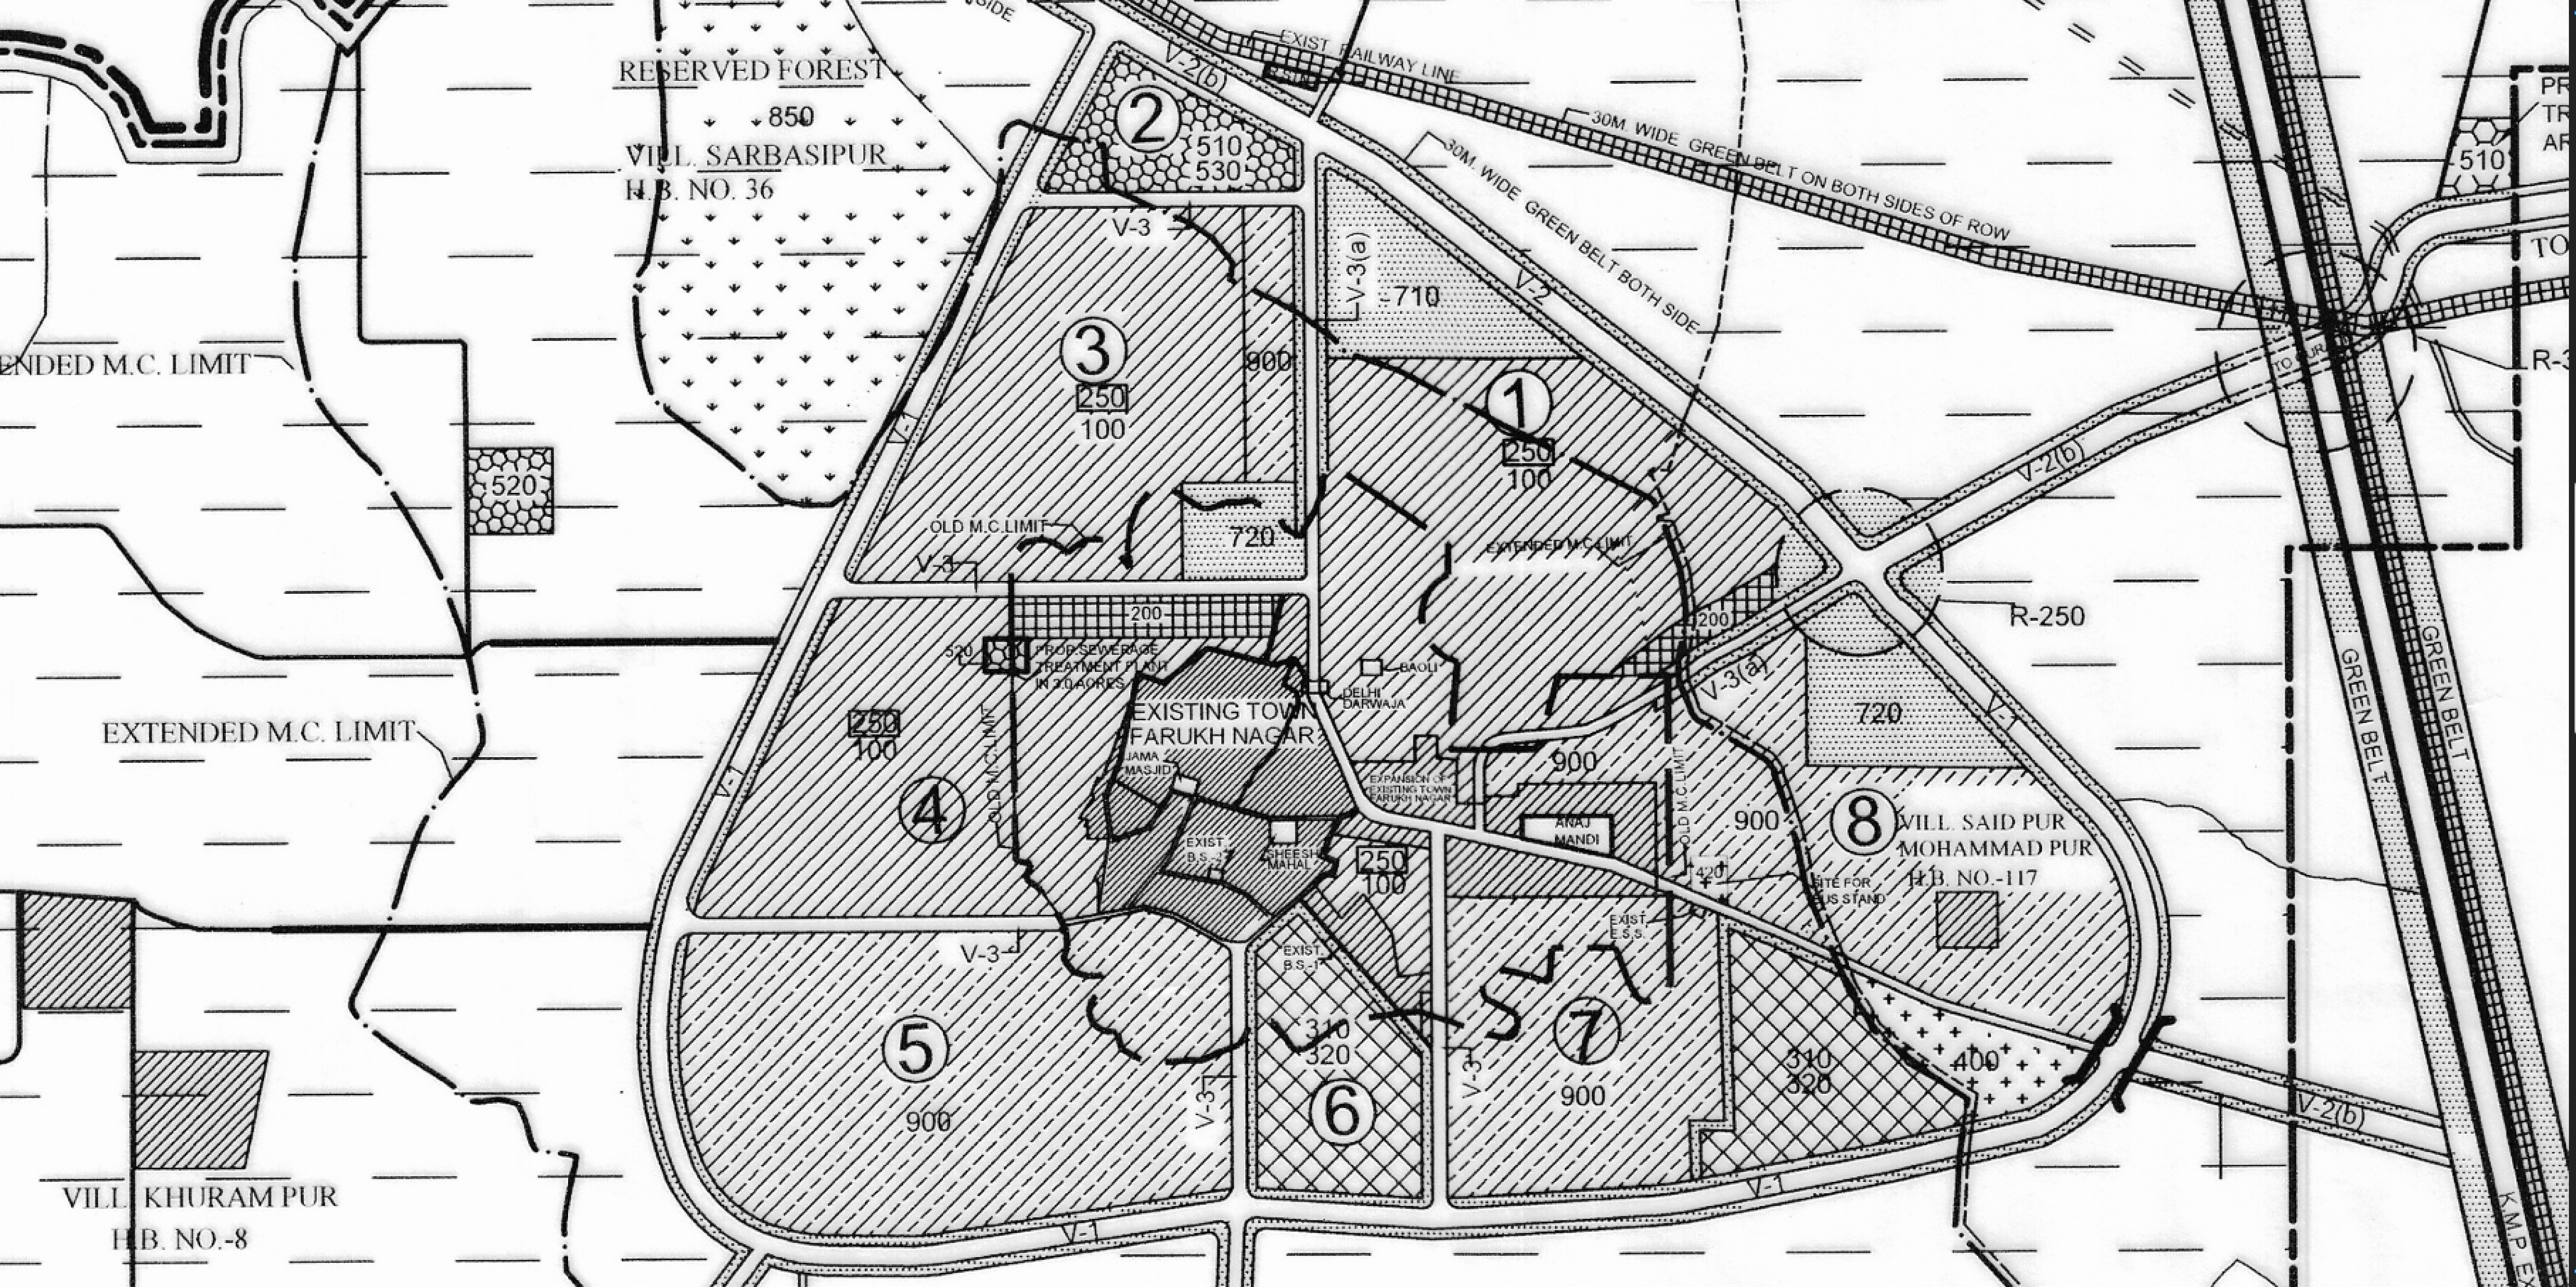 SIDE
V-2(b)
EXIST. RAILWAY LINE
R.STN.
RESERVED FOREST
850
VILL. SARBASIPUR
H.B. NO. 36
2
510
530
30M. WIDE GREEN BELT ON BOTH SIDES OF ROW
30M. WIDE GREEN BELT BOTH SIDE
510
PR
TR
AR
TO
V-3
V-3(a)
710
V-2
ENDED M.C. LIMIT
3
250
100
900
1
250
100
R-3
V-1
520
V-2(b)
OLD M.C.LIMIT
720
EXTENDED M.C.LIMIT
V-3
200
200
R-250
520
PROP.SEWERAGE
TREATMENT PLANT
IN 3.0 ACRES
BAOLI
DELHI
DARWAJA
V-3(a)
GREEN BELT
GREEN BELT
EXTENDED M.C. LIMIT
250
100
OLD M.C.LIMIT
EXISTING TOWN
FARUKH NAGAR
720
V-1
JAMA
MASJID
900
OLD M.C.LIMIT
V-1
EXPANSION OF
EXISTING TOWN
FARUKH NAGAR
4
ANAJ
MANDI
900
8
VILL. SAID PUR
MOHAMMAD PUR
H.B. NO.-117
EXIST.
B.S.-2
SHEESH
MAHAL
250
100
420
SITE FOR
BUS STAND
EXIST.
E.S.S.
V-3
EXIST.
B.S.-1
5
900
310
320
6
7
900
310
320
400
V-3
V-3
V-2(b)
VILL. KHURAM PUR
H.B. NO.-8
V-1
V-1
K M P E